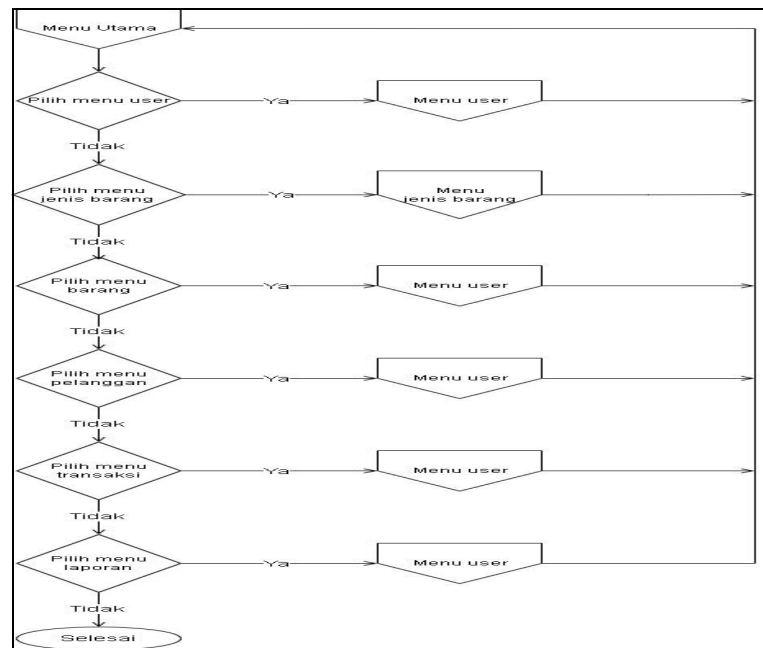 Menu Utama
Pilih menu user
Ya
Menu user
Tidak
Pilih menu
jenis barang
Ya
Menu
jenis barang
Tidak
Pilih menu
barang
Ya
Menu user
Tidak
Pilih menu
pelanggan
Ya
Menu user
Tidak
Pilih menu
transaksi
Ya
Menu user
Tidak
Pilih menu
laporan
Ya
Menu user
Tidak
Selesai